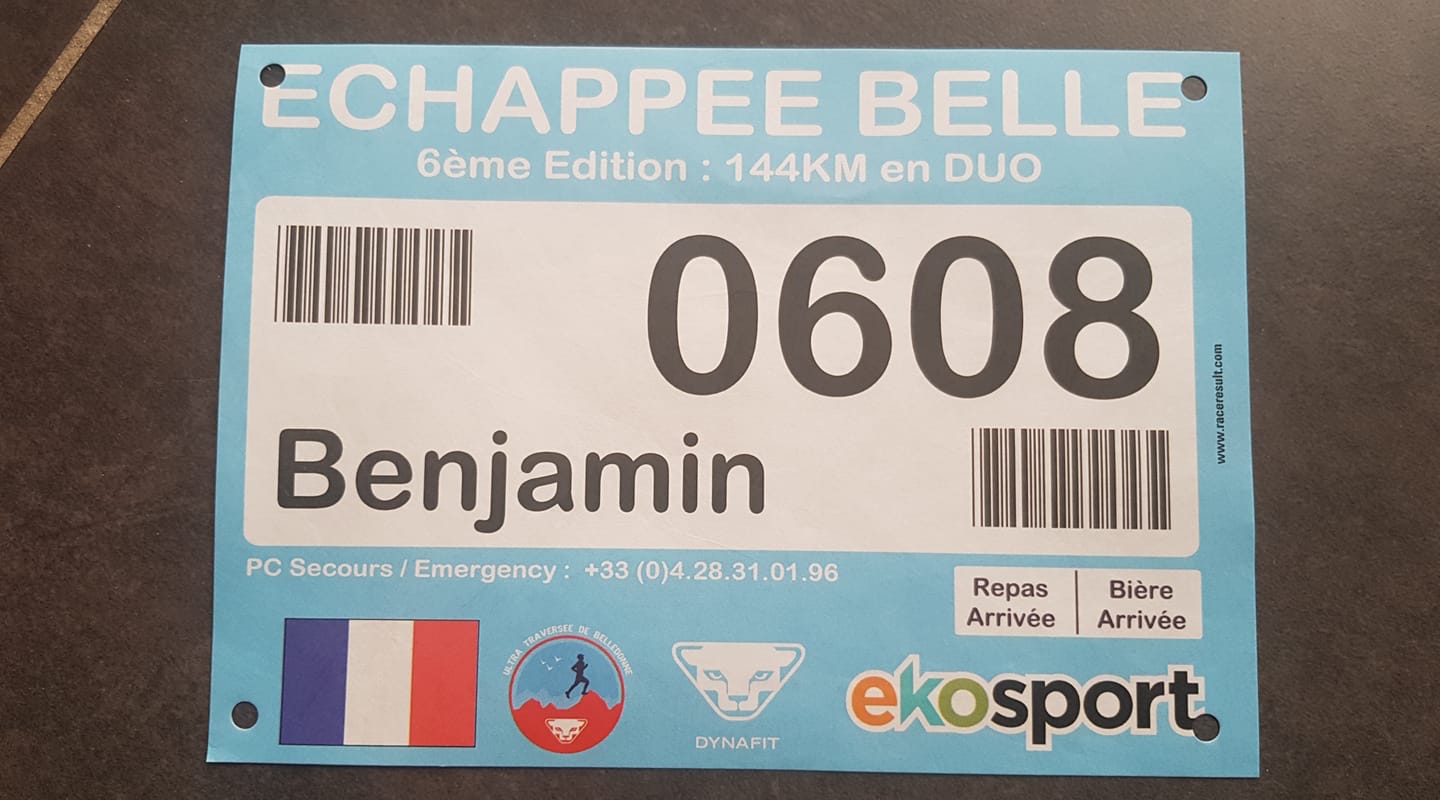 ECHAPPEE BELLE
6ème Edition : 144KM en DUO
0608
Benjamin
www.raceresult.com
PC Secours / Emergency : +33 (0)4.28.31.01.96
Repas
Arrivée
Bière
Arrivée
ULTRA TRAVERSEE DE BELLEDONNE
DYNAFIT
ekosport